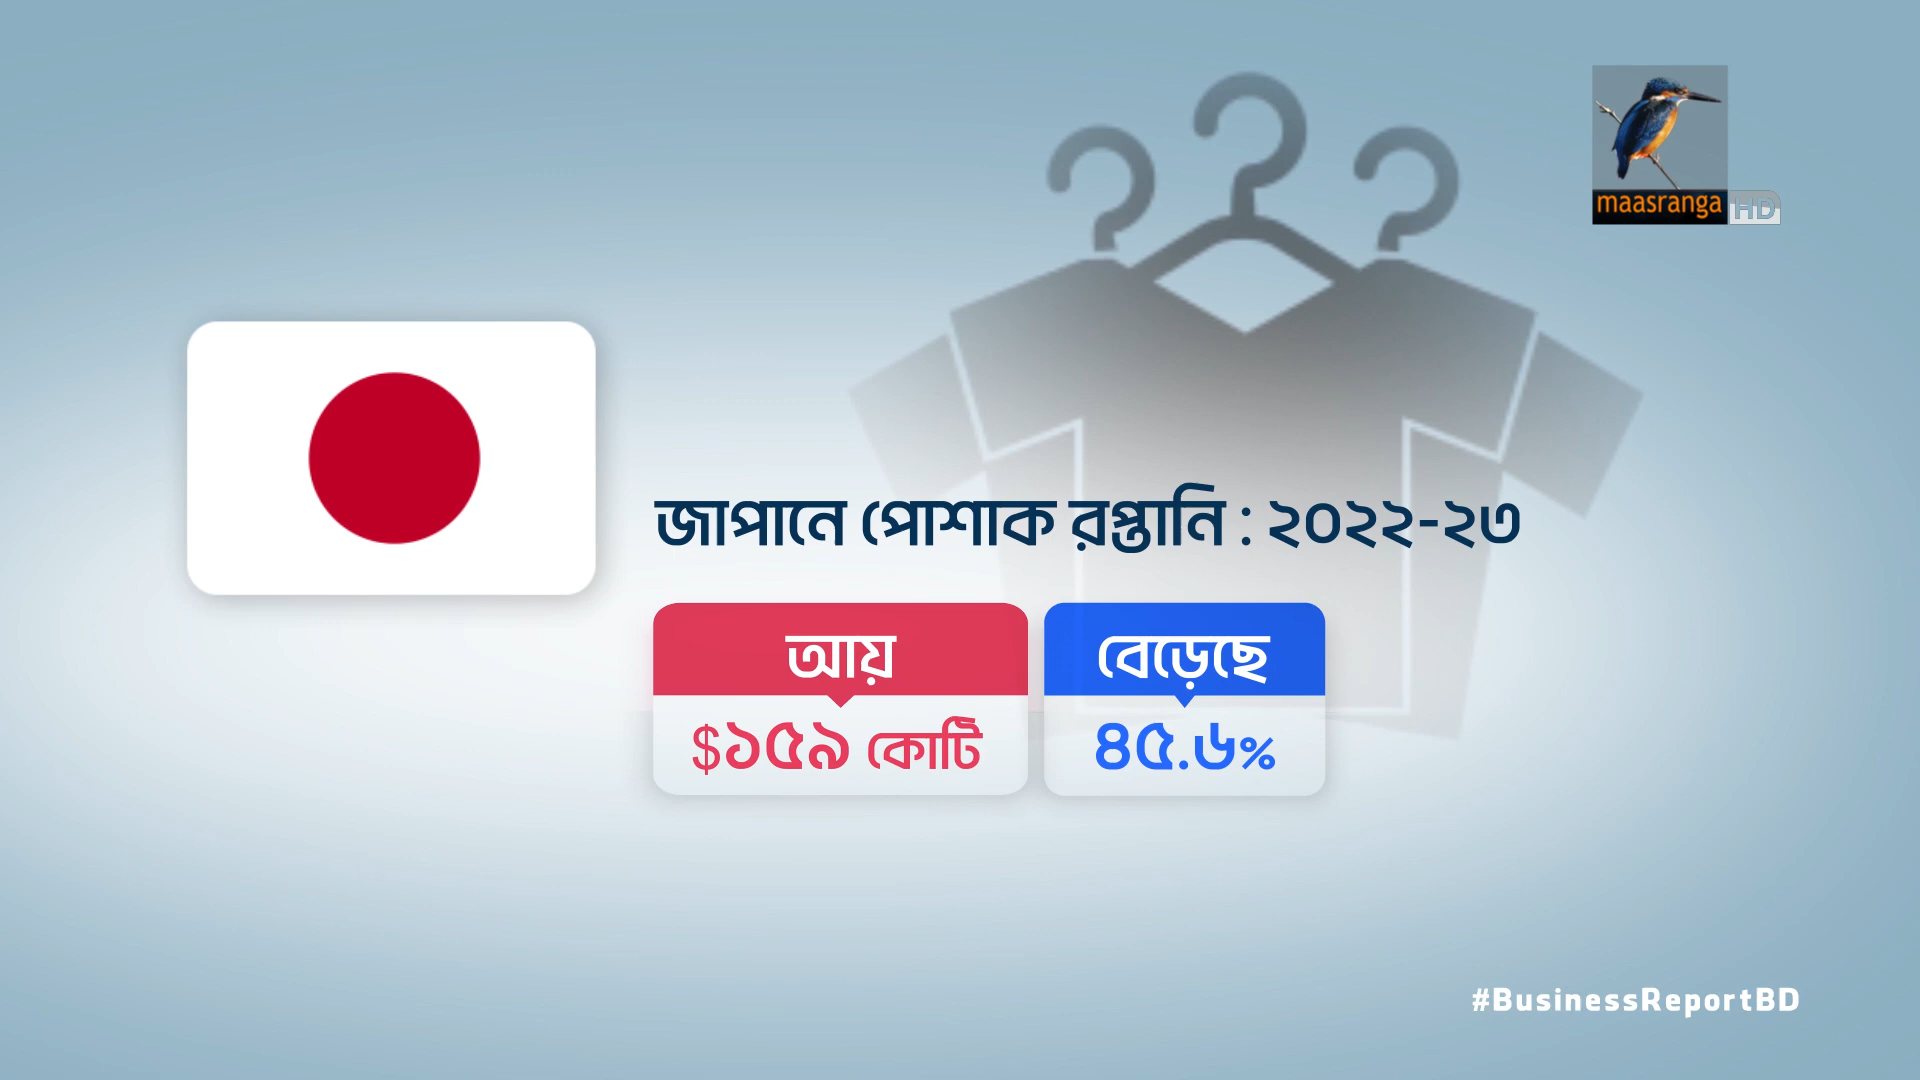 maasranga HD
জাপানে পোশাক রপ্তানি : ২০২২-২৩
আয়
বেড়েছে
$১৫৯ কোটি
৪৫.৬%
#BusinessReportBD